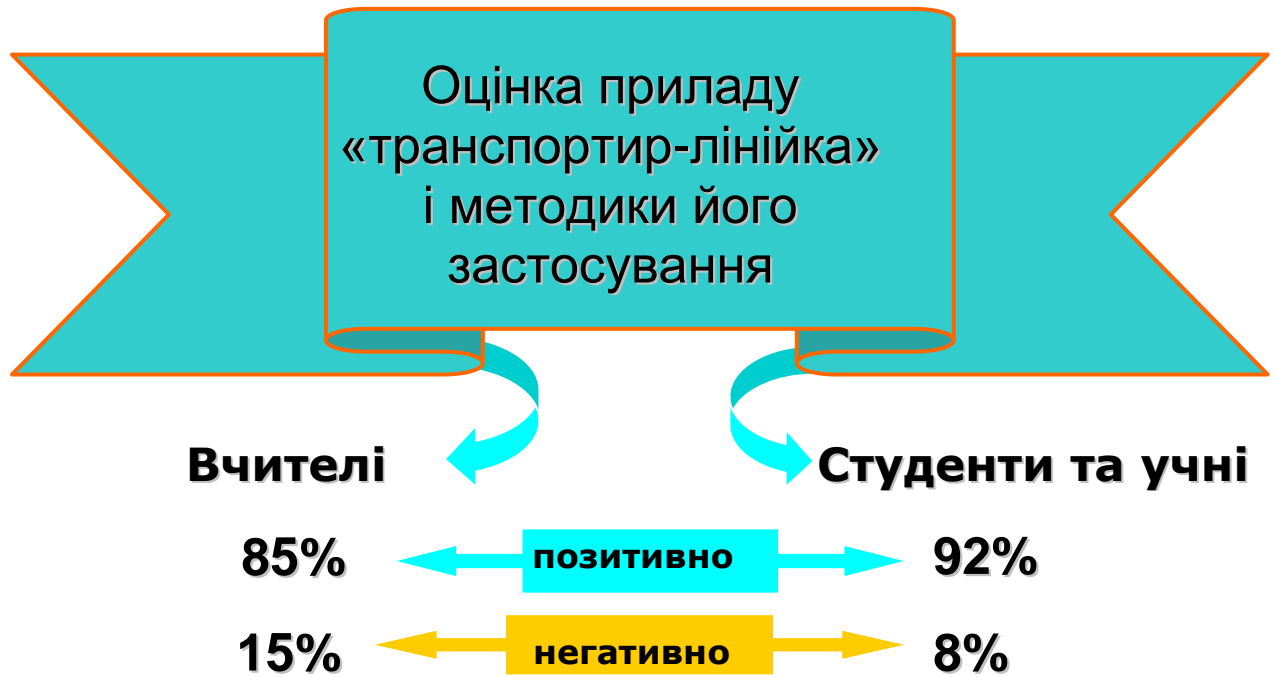 Оцінка приладу
«транспортир-лінійка»
і методики його
застосування
Вчителі
Студенти та учні
85%
позитивно
92%
15%
негативно
8%